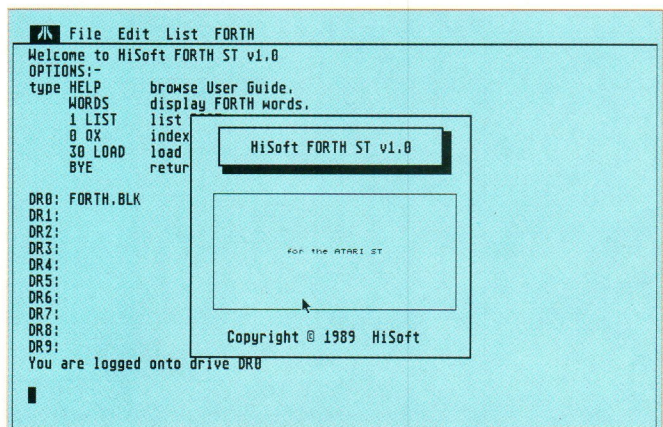 File Edit List FORTH
Welcome to HiSoft FORTH ST v1.0
OPTIONS:-
type HELP browse User Guide.
WORDS display FORTH words.
1 LIST list
0 QX index
30 LOAD load
BYE retur
HiSoft FORTH ST v1.0
for the ATARI ST
Copyright © 1989 HiSoft
DR0: FORTH.BLK
DR1:
DR2:
DR3:
DR4:
DR5:
DR6:
DR7:
DR8:
DR9:
You are logged onto drive DR0